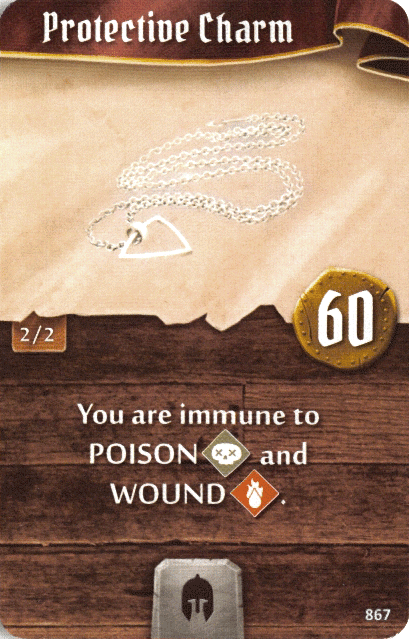 Protective Charm
60
2/2
You are immune to
POISON and
WOUND .
867